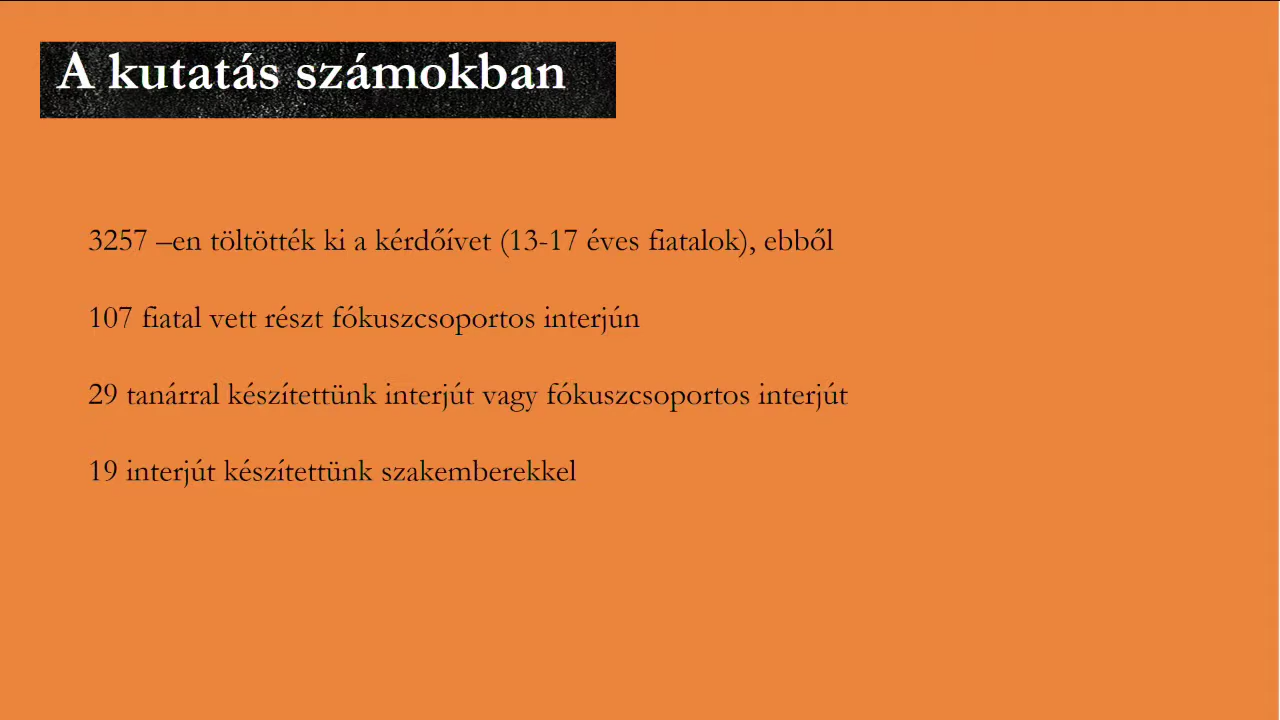 A kutatás számokban
3257 –en töltötték ki a kérdőívet (13-17 éves fiatalok), ebből
107 fiatal vett részt fókuszcsoportos interjún
29 tanárral készítettünk interjút vagy fókuszcsoportos interjút
19 interjút készítettünk szakemberekkel